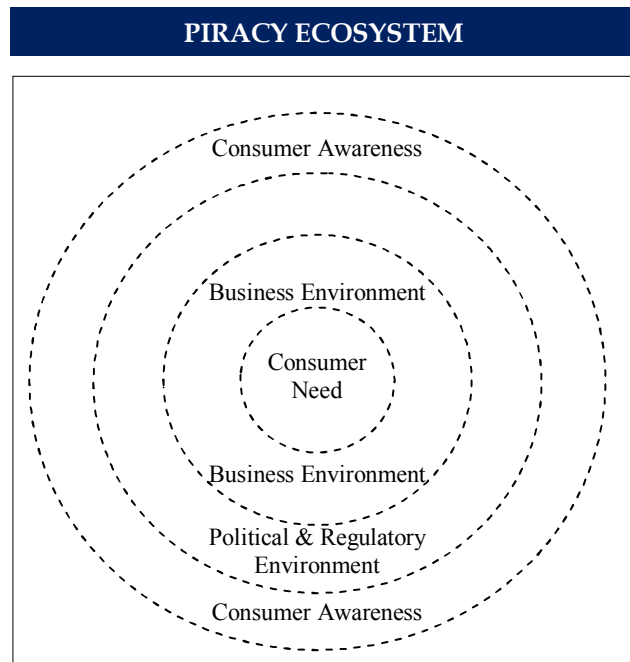 PIRACY ECOSYSTEM
Consumer Awareness
Business Environment
Consumer
Need
Business Environment
Political & Regulatory
Environment
Consumer Awareness